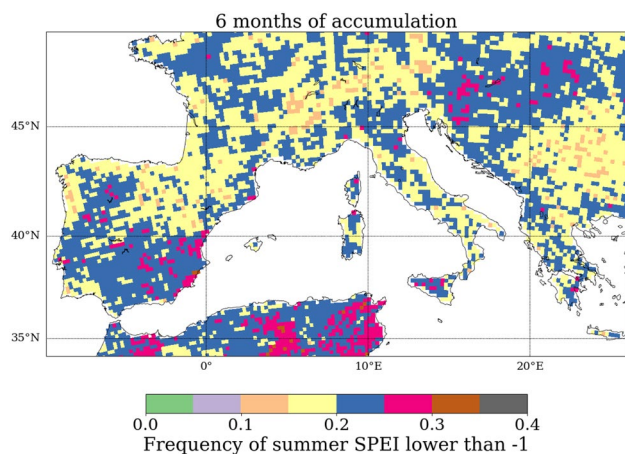 6 months of accumulation
45°N
40°N
35°N
0°
10°E
20°E
0.0 0.1 0.2 0.3 0.4
Frequency of summer SPEI lower than -1